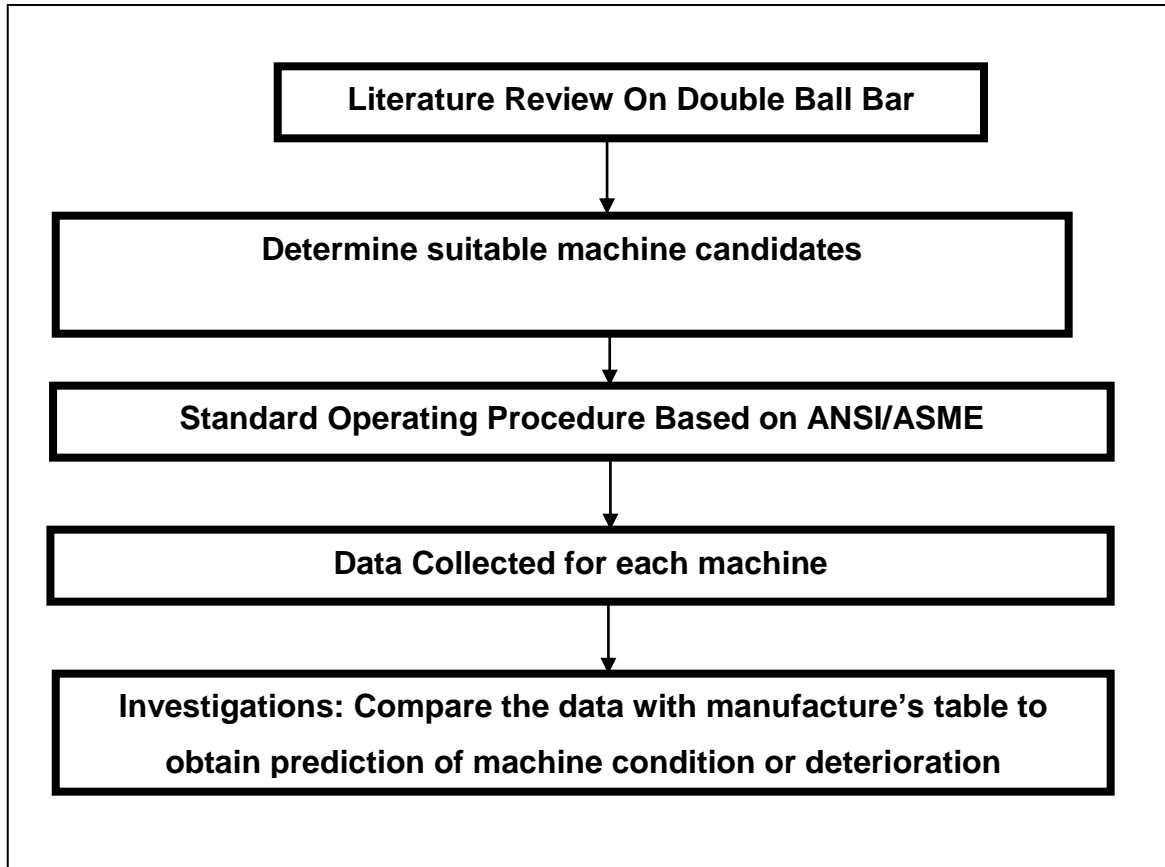 Literature Review On Double Ball Bar
Determine suitable machine candidates
Standard Operating Procedure Based on ANSI/ASME
Data Collected for each machine
Investigations: Compare the data with manufacture's table to
obtain prediction of machine condition or deterioration